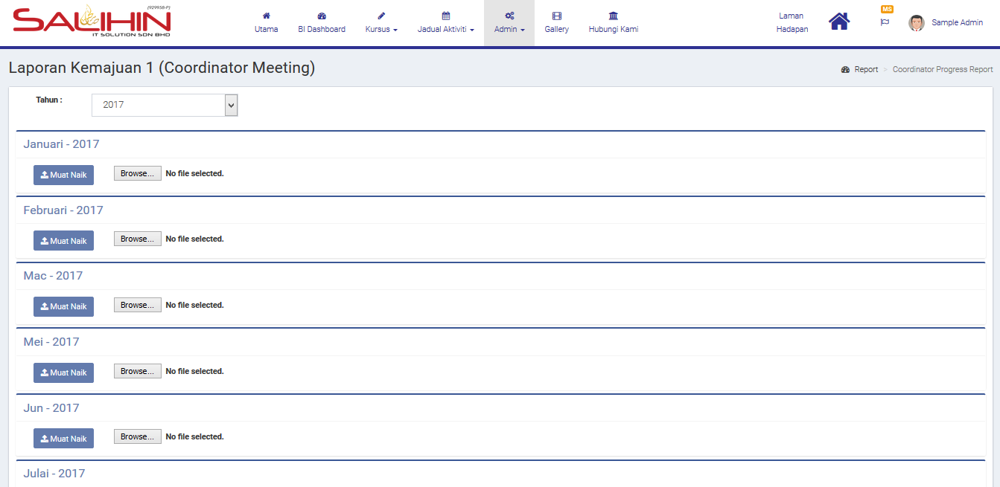 (929958-P)
SALIHIN
IT SOLUTION SDN BHD
Utama
BI Dashboard
Kursus
Jadual Aktiviti
Admin
Gallery
Hubungi Kami
Laman
Hadapan
MS
Sample Admin
Laporan Kemajuan 1 (Coordinator Meeting)
Report > Coordinator Progress Report
Tahun : 2017
Januari - 2017
Muat Naik Browse... No file selected.
Februari - 2017
Muat Naik Browse... No file selected.
Mac - 2017
Muat Naik Browse... No file selected.
Mei - 2017
Muat Naik Browse... No file selected.
Jun - 2017
Muat Naik Browse... No file selected.
Julai - 2017